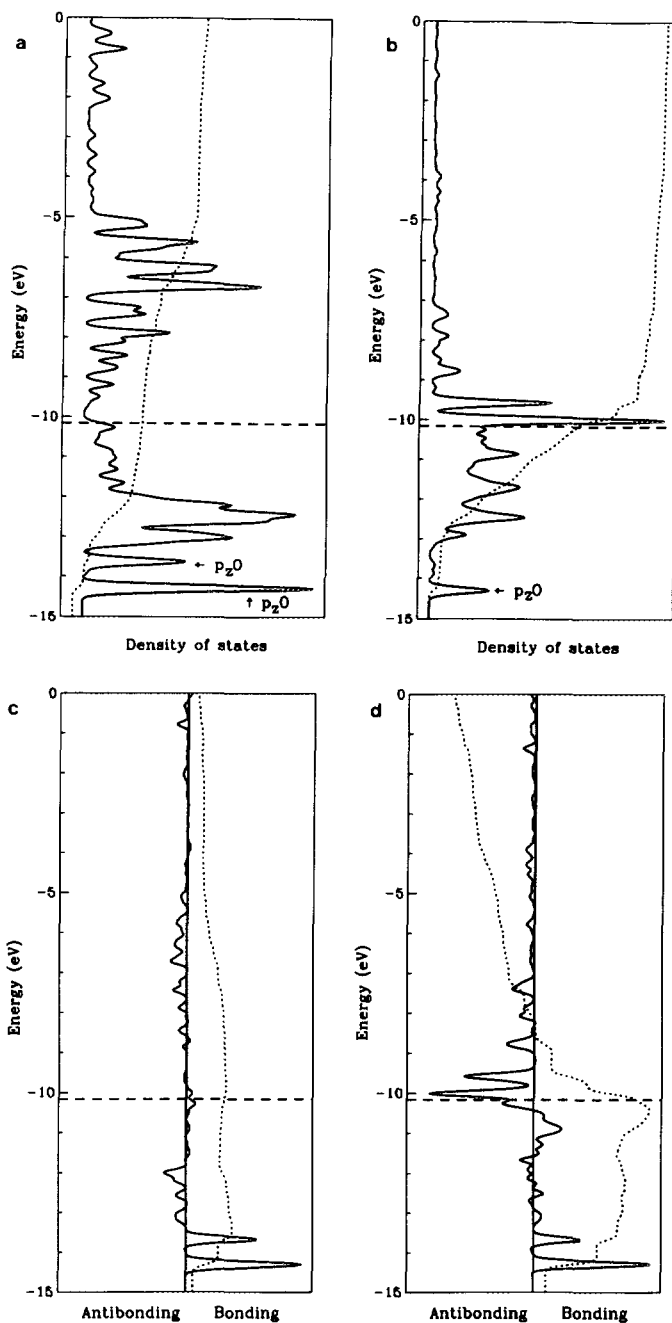 a
0
-5
-10
-15
Energy (eV)
← pzO
↑ pzO
Density of states
b
0
-5
-10
-15
Energy (eV)
← pzO
Density of states
c
0
-5
-10
-15
Energy (eV)
Antibonding
Bonding
d
0
-5
-10
-15
Energy (eV)
Antibonding
Bonding